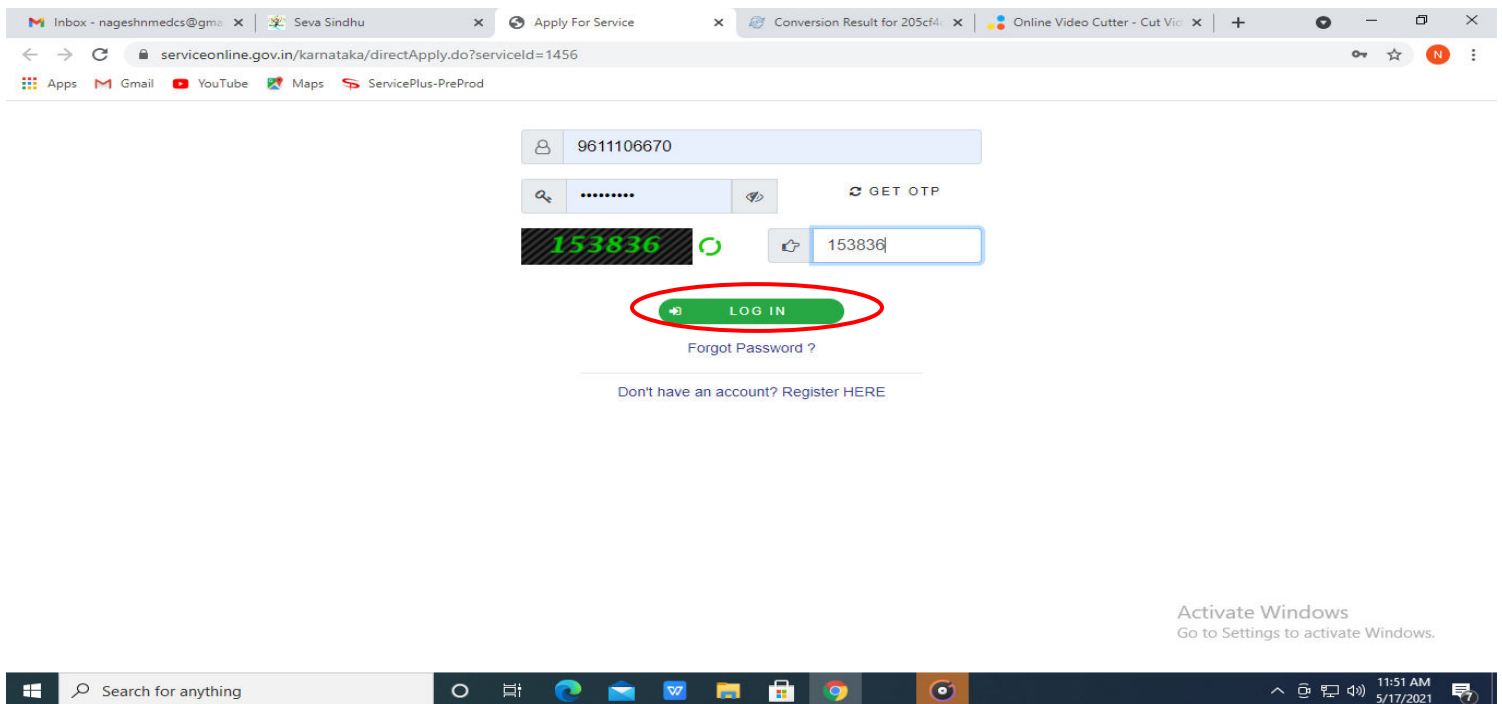 Inbox - nageshnmedcs@gma
Seva Sindhu
Apply For Service
Conversion Result for 205cf4
Online Video Cutter - Cut Vid
serviceonline.gov.in/karnataka/directApply.do?serviceId=1456
N
Apps Gmail YouTube Maps ServicePlus-PreProd
9611106670
GET OTP
153836
153836
LOG IN
Forgot Password ?
Don't have an account? Register HERE
Activate Windows
Go to Settings to activate Windows.
Search for anything
11:51 AM
5/17/2021
7